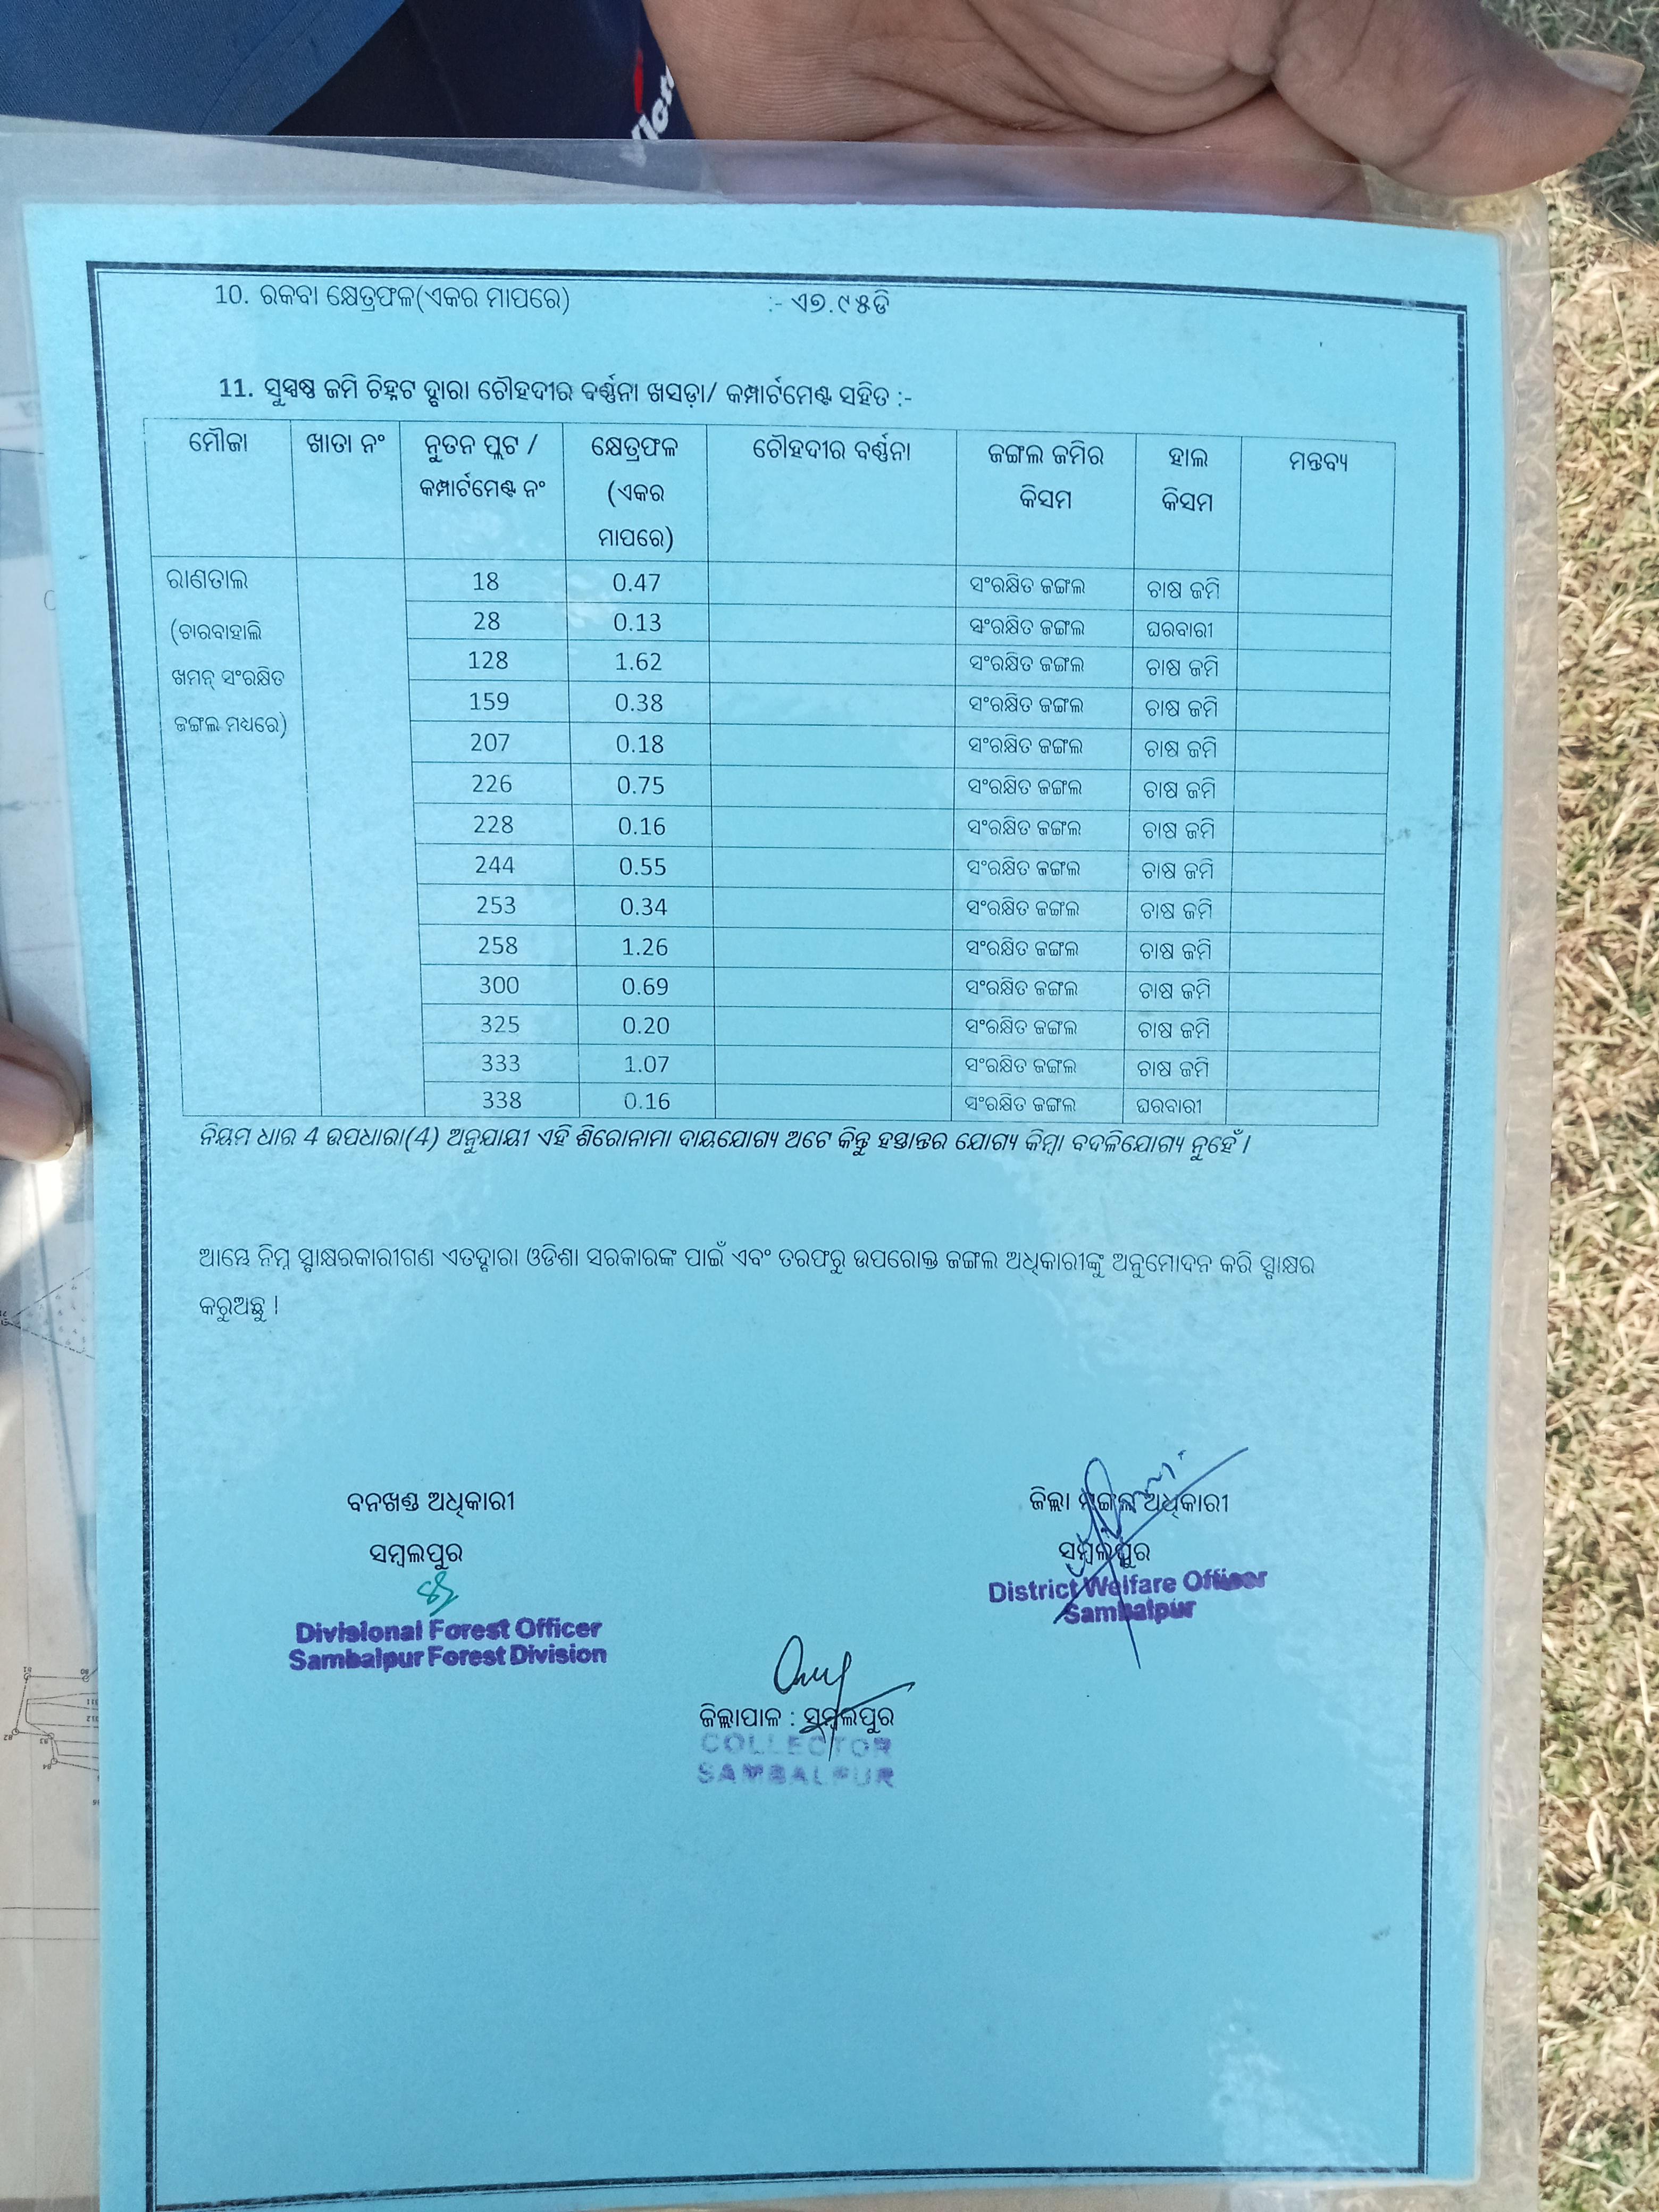 10. ରକବା କ୍ଷେତ୍ରଫଳ(ଏକର ମାପରେ) :- ଏ୭.୯୫ଡି
11. ସୁସ୍ପଷ୍ଟ ଜମି ଚିହ୍ନଟ ଦ୍ବାରା ଚୌହଦୀର ବର୍ଣ୍ଣନା ଖସଡ଼ା/ କମ୍ପାର୍ଟମେଣ୍ଟ ସହିତ :-
ମୌଜା ଖାତା ନଂ ନୁତନ ପ୍ଲଟ / କମ୍ପାର୍ଟମେଣ୍ଟ ନଂ କ୍ଷେତ୍ରଫଳ (ଏକର ମାପରେ) ଚୌହଦୀର ବର୍ଣ୍ଣନା ଜଙ୍ଗଲ ଜମିର କିସମ ହାଲ କିସମ ମନ୍ତବ୍ୟ
ରାଣତାଲ
(ଚାରବାହାଲି
ଖମନ୍ ସଂରକ୍ଷିତ
ଜଙ୍ଗଲ ମଧ୍ୟରେ)
18 0.47 ସଂରକ୍ଷିତ ଜଙ୍ଗଲ ଚାଷ ଜମି
28 0.13 ସଂରକ୍ଷିତ ଜଙ୍ଗଲ ଘରବାରୀ
128 1.62 ସଂରକ୍ଷିତ ଜଙ୍ଗଲ ଚାଷ ଜମି
159 0.38 ସଂରକ୍ଷିତ ଜଙ୍ଗଲ ଚାଷ ଜମି
207 0.18 ସଂରକ୍ଷିତ ଜଙ୍ଗଲ ଚାଷ ଜମି
226 0.75 ସଂରକ୍ଷିତ ଜଙ୍ଗଲ ଚାଷ ଜମି
228 0.16 ସଂରକ୍ଷିତ ଜଙ୍ଗଲ ଚାଷ ଜମି
244 0.55 ସଂରକ୍ଷିତ ଜଙ୍ଗଲ ଚାଷ ଜମି
253 0.34 ସଂରକ୍ଷିତ ଜଙ୍ଗଲ ଚାଷ ଜମି
258 1.26 ସଂରକ୍ଷିତ ଜଙ୍ଗଲ ଚାଷ ଜମି
300 0.69 ସଂରକ୍ଷିତ ଜଙ୍ଗଲ ଚାଷ ଜମି
325 0.20 ସଂରକ୍ଷିତ ଜଙ୍ଗଲ ଚାଷ ଜମି
333 1.07 ସଂରକ୍ଷିତ ଜଙ୍ଗଲ ଚାଷ ଜମି
338 0.16 ସଂରକ୍ଷିତ ଜଙ୍ଗଲ ଘରବାରୀ
ନିୟମ ଧାର 4 ଉପଧାରା(4) ଅନୁଯାୟୀ ଏହି ଶିରୋନାମା ଦାୟଯୋଗ୍ୟ ଅଟେ କିନ୍ତୁ ହସ୍ତାନ୍ତର ଯୋଗ୍ୟ କିମ୍ବା ବଦଳିଯୋଗ୍ୟ ନୁହେଁ ।
ଆମ୍ଭେ ନିମ୍ନ ସ୍ବାକ୍ଷରକାରୀଗଣ ଏତଦ୍ବାରା ଓଡିଶା ସରକାରଙ୍କ ପାଇଁ ଏବଂ ତରଫରୁ ଉପରୋକ୍ତ ଜଙ୍ଗଲ ଅଧିକାରୀଙ୍କୁ ଅନୁମୋଦନ କରି ସ୍ବାକ୍ଷର
କରୁଅଛୁ ।
ବନଖଣ୍ଡ ଅଧିକାରୀ
ସମ୍ବଲପୁର
Divisional Forest Officer
Sambalpur Forest Division
ଜିଲ୍ଲା ମଙ୍ଗଳ ଅଧିକାରୀ
ସମ୍ବଲପୁର
District Welfare Officer
Sambalpur
ଜିଲ୍ଲାପାଳ : ସମ୍ବଲପୁର
COLLECTOR
SAMBALPUR